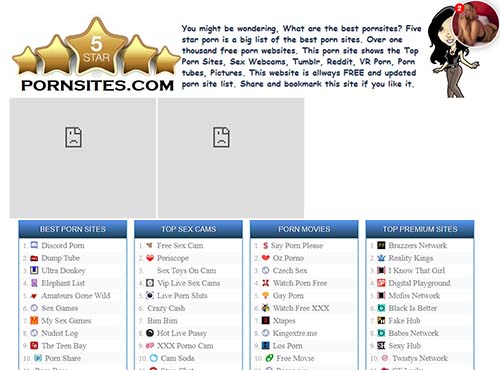 5
STAR
PORNSITES.COM
You might be wondering, What are the best pornsites? Five
star porn is a big list of the best porn sites. Over one
thousand free porn websites. This porn site shows the Top
Porn Sites, Sex Webcams, Tumblr, Reddit, VR Porn, Porn
tubes, Pictures. This website is allways FREE and updated
porn site list. Share and bookmark this site if you like it.
2
BEST PORN SITES
1. Discord Porn
2. Dump Tube
3. Ultra Donkey
4. Elephant List
5. Amateurs Gone Wild
6. Sex Games
7. My Sex Games
8. Nudist Log
9. The Teen Bay
10. Porn Share
TOP SEX CAMS
1. Free Sex Cam
2. Periscope
3. Sex Toys On Cam
4. Vip Live Sex Cams
5. Live Porn Sluts
6. Crazy Cash
7. Bim Bim
8. Hot Live Pussy
9. XXX Porno Cam
10. Cam Soda
PORN MOVIES
1. Say Porn Please
2. Oz Porno
3. Czech Sex
4. Watch Porn Free
5. Gay Porn
6. Watch Free XXX
7. Xtapes
8. Kingextre.me
9. Los Porn
10. Free Movie
TOP PREMIUM SITES
1. Brazzers Network
2. Reality Kings
3. I Know That Girl
4. Digital Playground
5. Mofos Network
6. Black Is Better
7. Fake Hub
8. Babes Network
9. Sexy Hub
10. Twistys Network